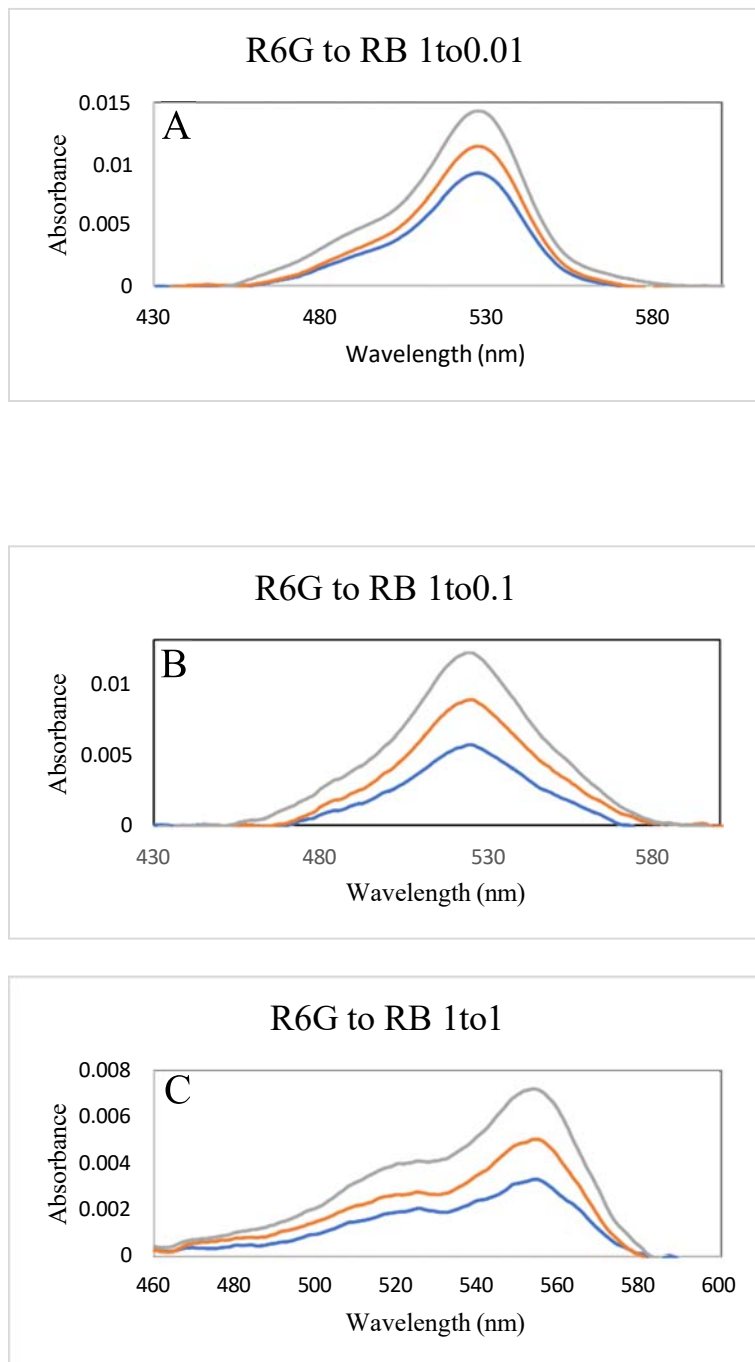 R6G to RB 1to0.01
A
0.015
0.01
0.005
0
Absorbance
430 480 530 580
Wavelength (nm)
R6G to RB 1to0.1
B
0.01
0.005
0
Absorbance
430 480 530 580
Wavelength (nm)
R6G to RB 1to1
C
0.008
0.006
0.004
0.002
0
Absorbance
460 480 500 520 540 560 580 600
Wavelength (nm)